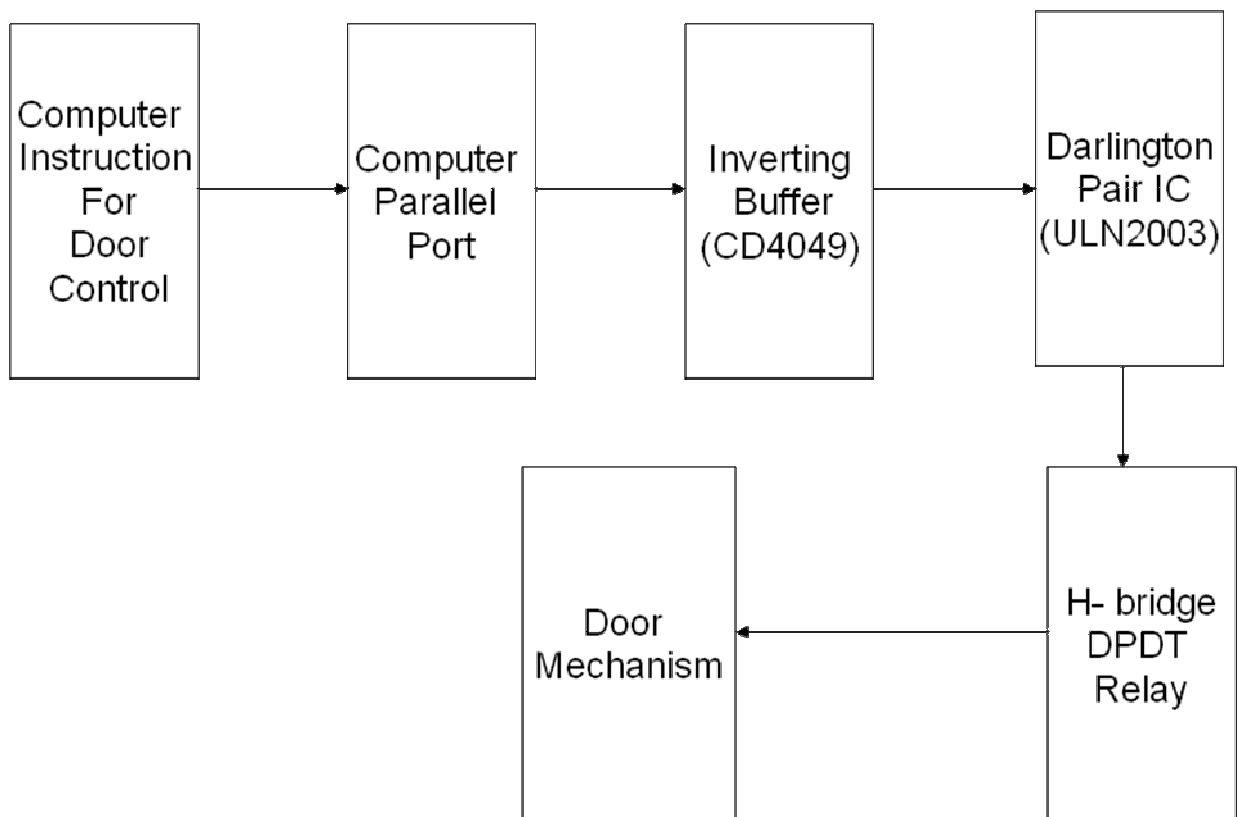 Computer
Instruction
For
Door
Control
Computer
Parallel
Port
Inverting
Buffer
(CD4049)
Darlington
Pair IC
(ULN2003)
H- bridge
DPDT
Relay
Door
Mechanism